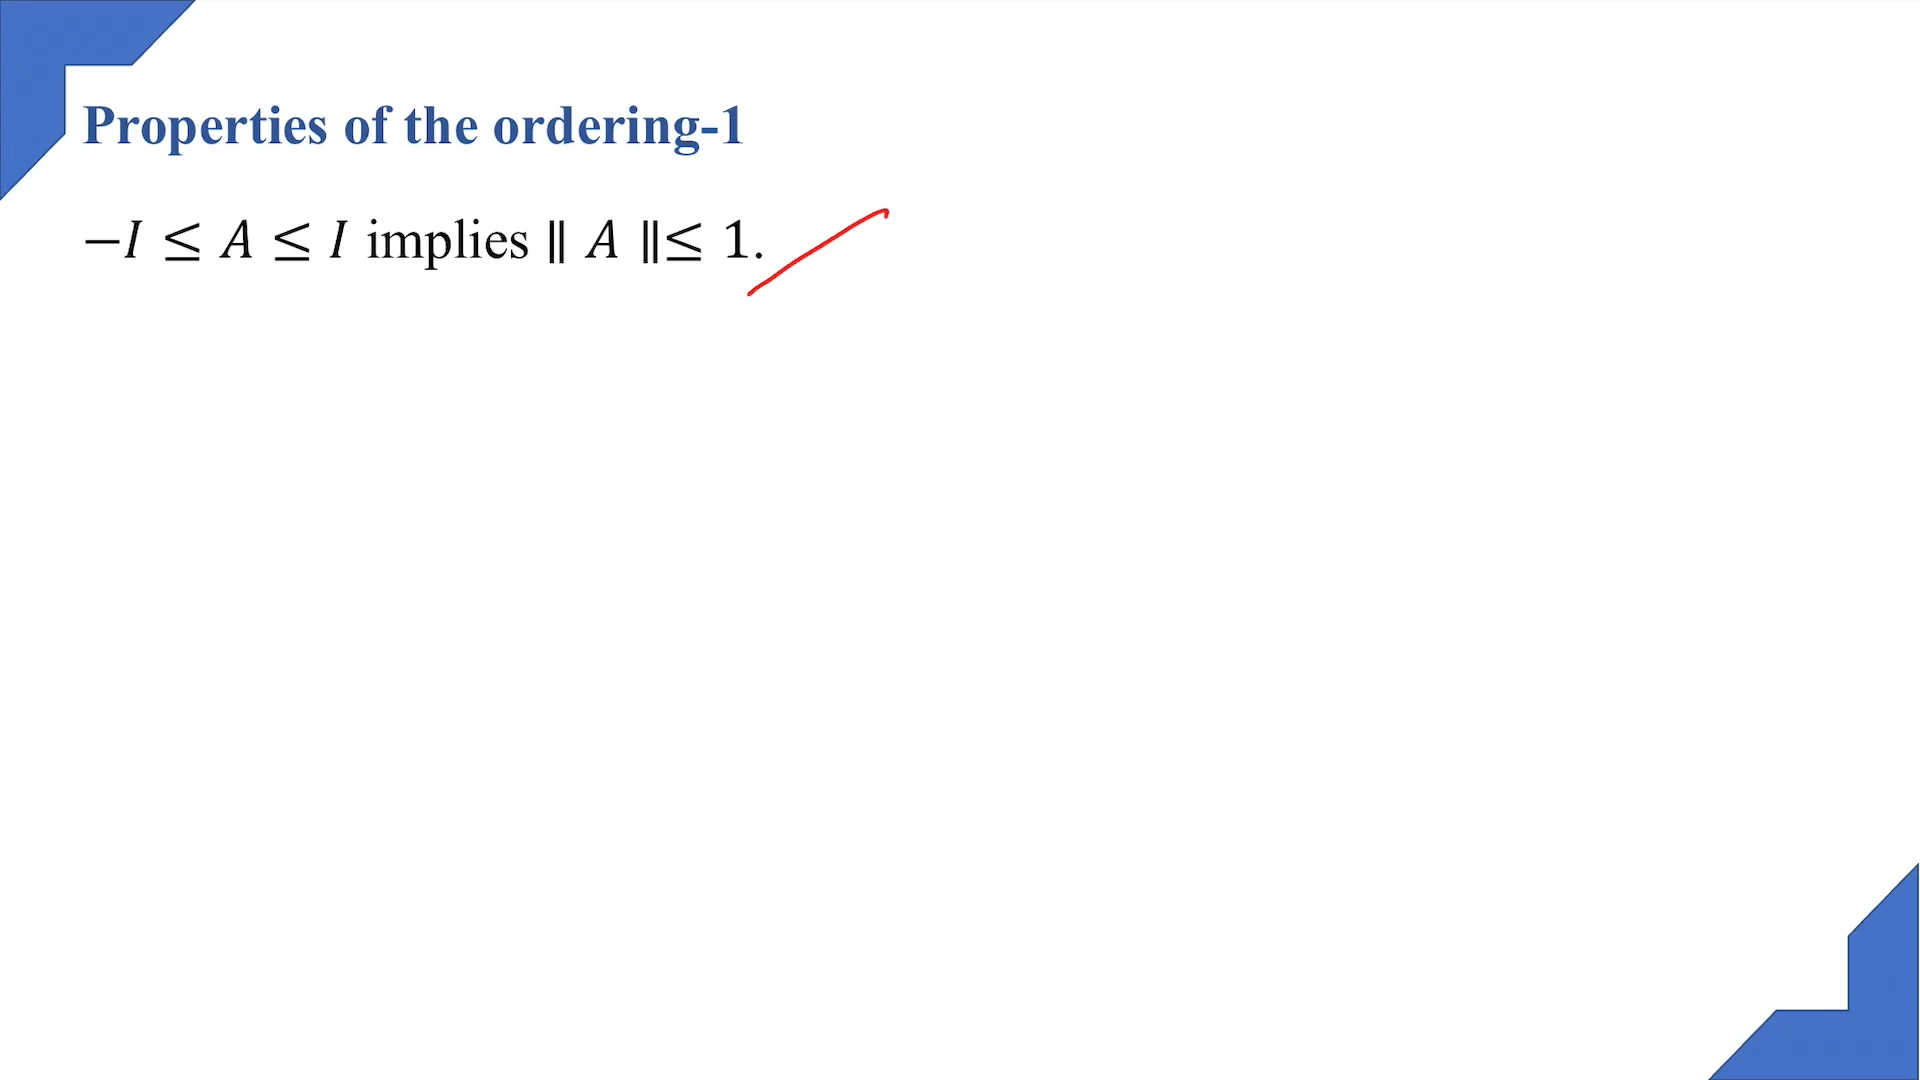 Properties of the ordering-1
−I ≤ A ≤ I implies ∥ A ∥≤ 1.